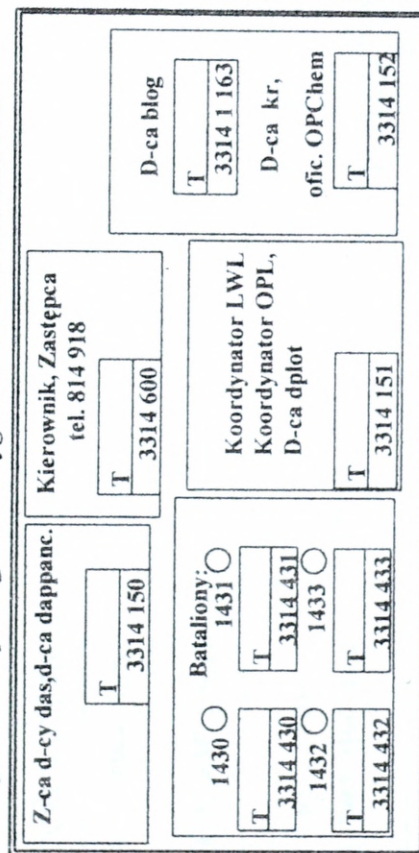 Z-ca d-cy das,d-ca dappanc.
T
3314 150
Kierownik, Zastępca
tel. 814 918
T
3314 600
D-ca blog
T
3314 1 163
D-ca kr,
ofic. OPChem
T
3314 152
Bataliony:
1430
T
3314 430
1431
T
3314 431
1432
T
3314 432
1433
T
3314 433
Koordynator LWL
Koordynator OPL,
D-ca dplot
T
3314 151